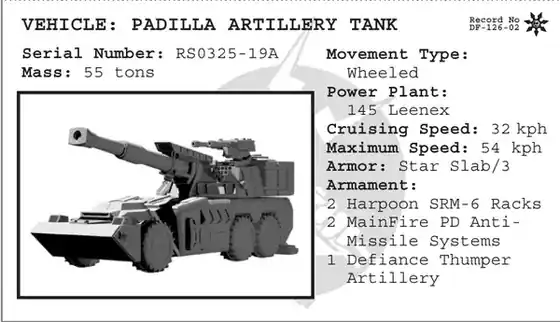 VEHICLE: PADILLA ARTILLERY TANK
Record No
DF-126-02
Serial Number: RS0325-19A
Mass: 55 tons
Movement Type:
Wheeled
Power Plant:
145 Leenex
Cruising Speed: 32 kph
Maximum Speed: 54 kph
Armor: Star Slab/3
Armament:
2 Harpoon SRM-6 Racks
2 MainFire PD Anti-
Missile Systems
1 Defiance Thumper
Artillery